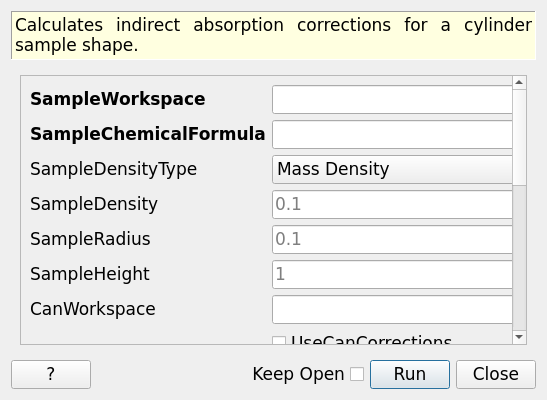 Calculates indirect absorption corrections for a cylinder
sample shape.
SampleWorkspace
SampleChemicalFormula
SampleDensityType Mass Density
SampleDensity 0.1
SampleRadius 0.1
SampleHeight 1
CanWorkspace
UseCanCorrections
? Keep Open Run Close